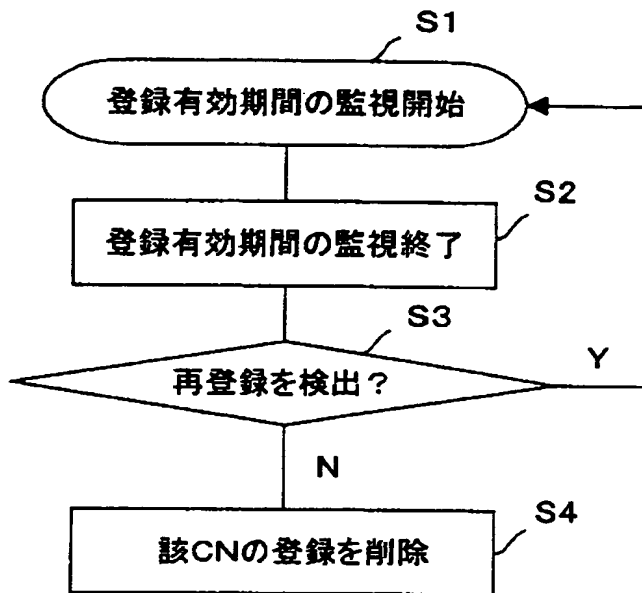 S1
登録有効期間の監視開始
S2
登録有効期間の監視終了
S3
再登録を検出？
Y
N
S4
該CNの登録を削除